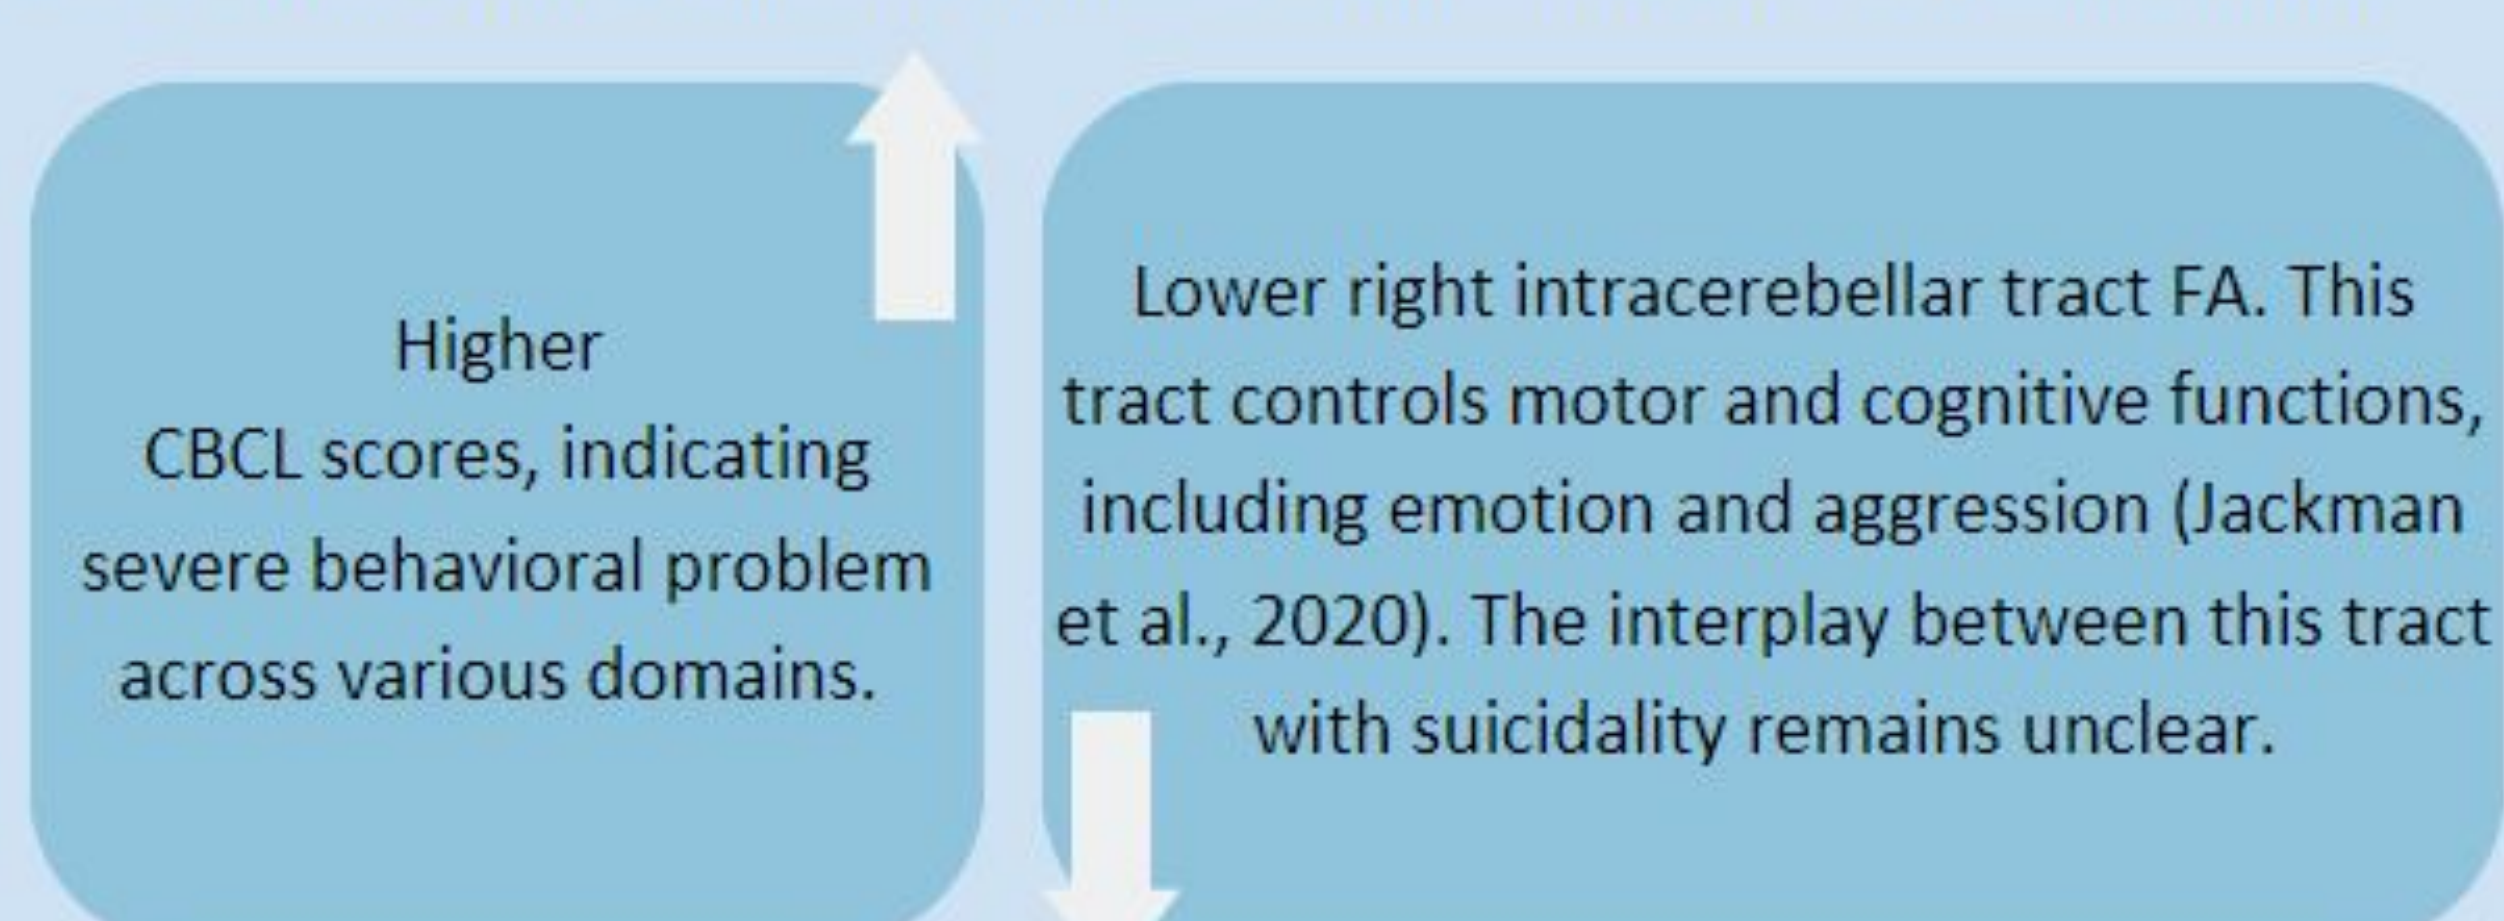 Higher
CBCL scores, indicating
severe behavioral problem
across various domains.
Lower right intracerebellar tract FA. This
tract controls motor and cognitive functions,
including emotion and aggression (Jackman
et al., 2020). The interplay between this tract
with suicidality remains unclear.